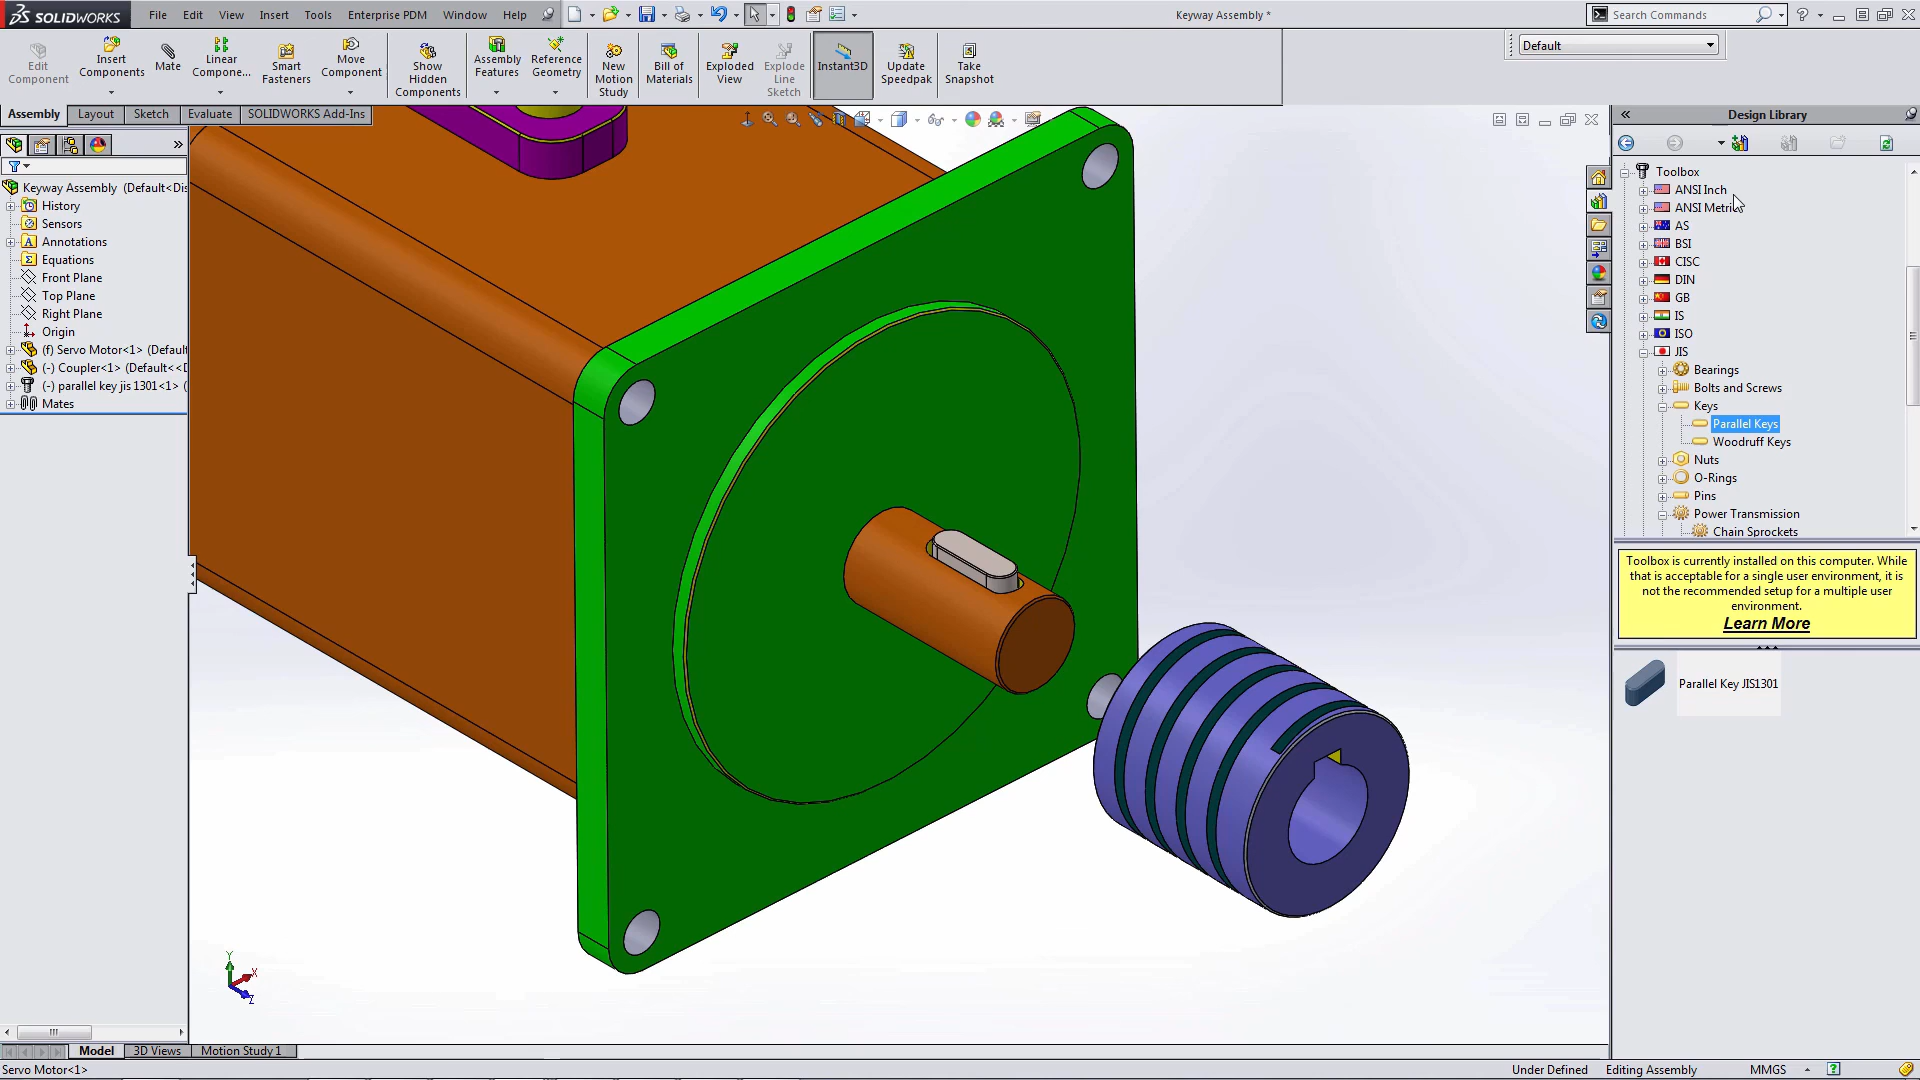 SOLIDWORKS File Edit View Insert Tools Enterprise PDM Window Help
Keyway Assembly *
Search Commands
Edit Component
Insert Components
Mate
Linear Compone...
Smart Fasteners
Move Component
Show Hidden Components
Assembly Features
Reference Geometry
New Motion Study
Bill of Materials
Exploded View
Explode Line Sketch
Instant3D
Update Speedpak
Take Snapshot
Default
Assembly Layout Sketch Evaluate SOLIDWORKS Add-Ins
Keyway Assembly (Default<Dis
History
Sensors
Annotations
Equations
Front Plane
Top Plane
Right Plane
Origin
(f) Servo Motor<1> (Default
(-) Coupler<1> (Default<<D
(-) parallel key jis 1301<1> (
Mates
Y
X
Z
Design Library
Toolbox
ANSI Inch
ANSI Metric
AS
BSI
CISC
DIN
GB
IS
ISO
JIS
Bearings
Bolts and Screws
Keys
Parallel Keys
Woodruff Keys
Nuts
O-Rings
Pins
Power Transmission
Chain Sprockets
Toolbox is currently installed on this computer. While
that is acceptable for a single user environment, it is
not the recommended setup for a multiple user
environment.
Learn More
Parallel Key JIS1301
Model 3D Views Motion Study 1
Servo Motor<1>
Under Defined Editing Assembly MMGS